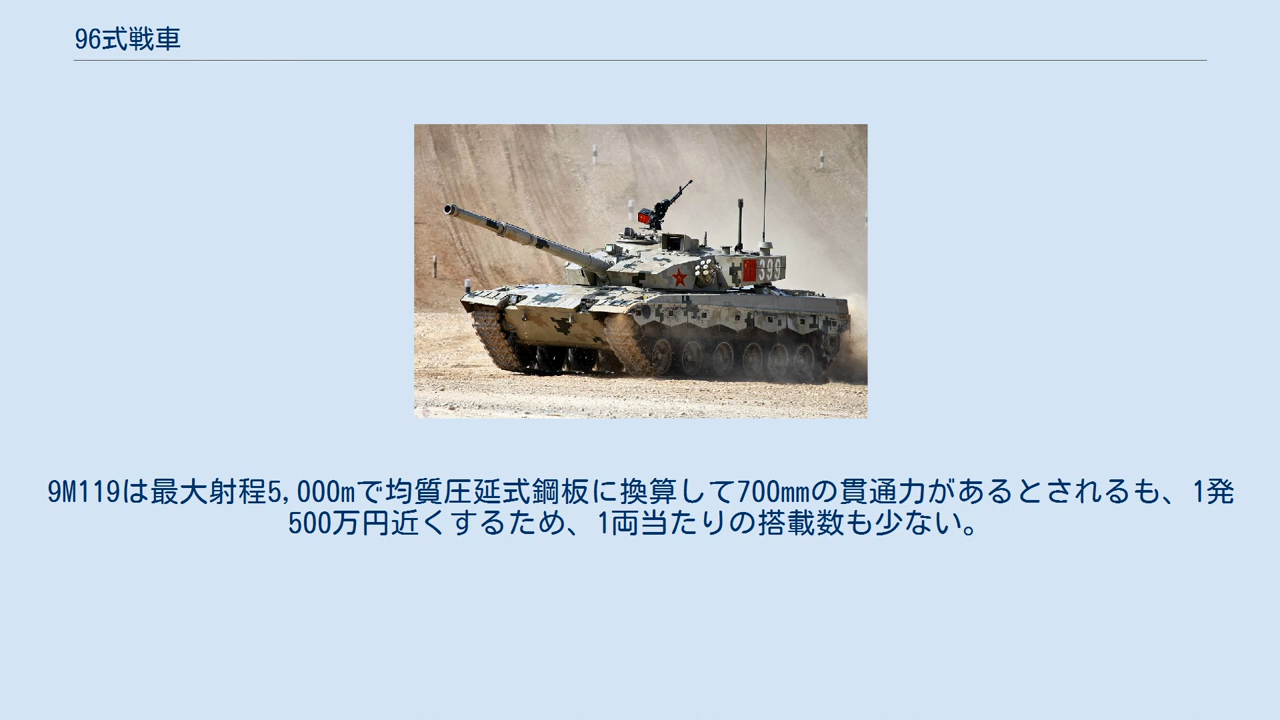 96式戦車
399
9M119は最大射程5,000mで均質圧延式鋼板に換算して700mmの貫通力があるとされるも、1発
500万円近くするため、1両当たりの搭載数も少ない。